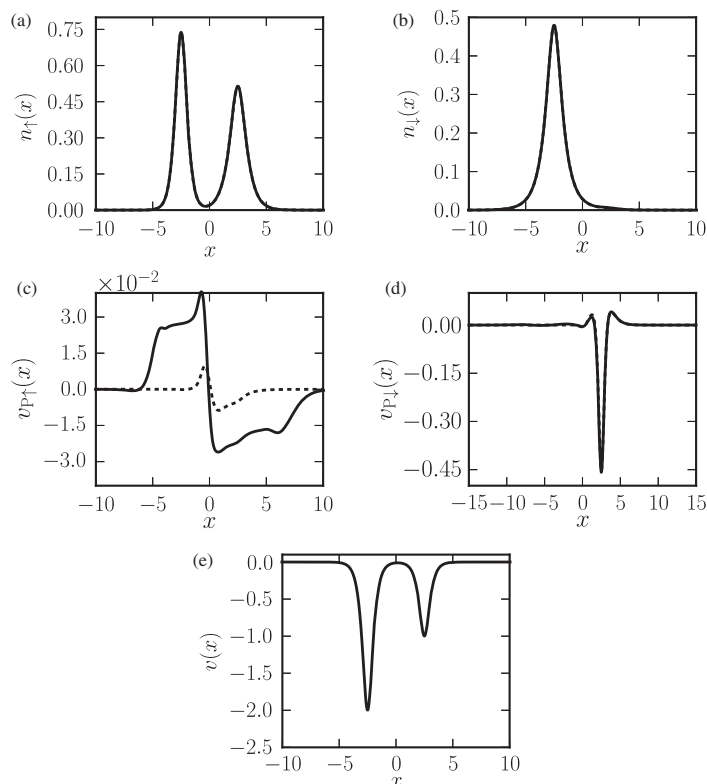 (a)
0.75
0.60
0.45
0.30
0.15
0.00
n↑(x)
−10 −5 0 5 10
x
(b)
0.5
0.4
0.3
0.2
0.1
0.0
n↓(x)
−10 −5 0 5 10
x
(c)
×10⁻²
3.0
1.5
0.0
−1.5
−3.0
vP↑(x)
−10 −5 0 5 10
x
(d)
0.00
−0.15
−0.30
−0.45
vP↓(x)
−15 −10 −5 0 5 10 15
x
(e)
0.0
−0.5
−1.0
−1.5
−2.0
−2.5
v(x)
−10 −5 0 5 10
x